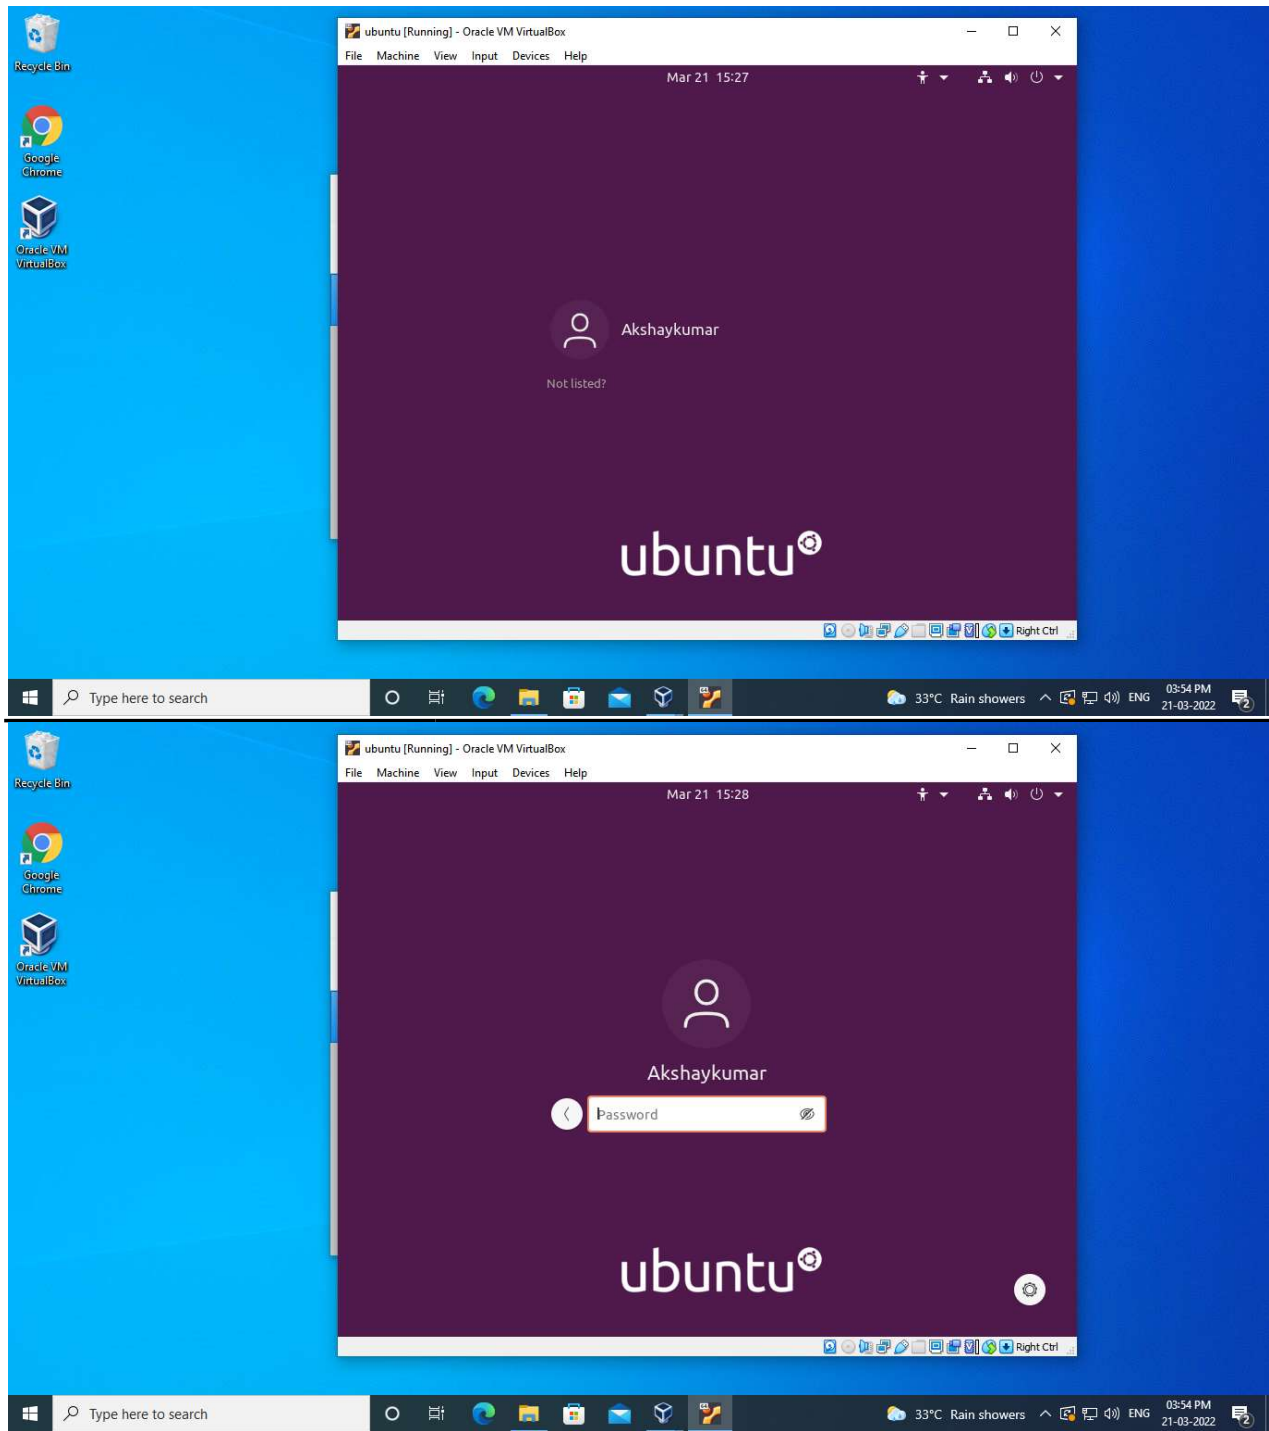 Recycle Bin
Google
Chrome
Oracle VM
VirtualBox
ubuntu [Running] - Oracle VM VirtualBox
File Machine View Input Devices Help
Mar 21 15:27
Akshaykumar
Not listed?
ubuntu
Right Ctrl
Type here to search
33°C Rain showers
ENG
03:54 PM
21-03-2022
2
Recycle Bin
Google
Chrome
Oracle VM
VirtualBox
ubuntu [Running] - Oracle VM VirtualBox
File Machine View Input Devices Help
Mar 21 15:28
Akshaykumar
Password
ubuntu
Right Ctrl
Type here to search
33°C Rain showers
ENG
03:54 PM
21-03-2022
2